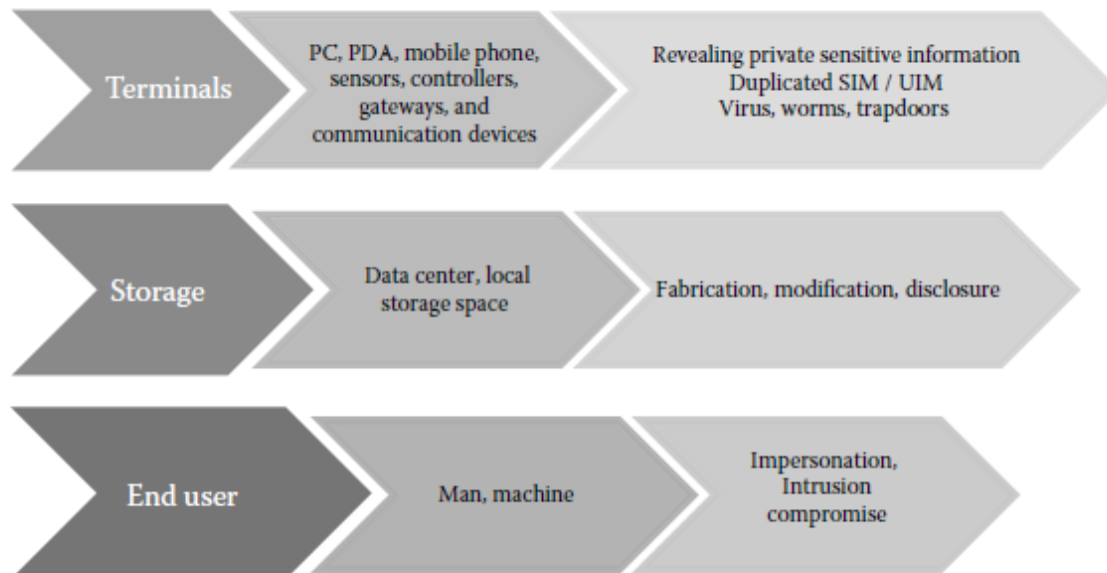 Terminals
PC, PDA, mobile phone,
sensors, controllers,
gateways, and
communication devices
Revealing private sensitive information
Duplicated SIM / UIM
Virus, worms, trapdoors
Storage
Data center, local
storage space
Fabrication, modification, disclosure
End user
Man, machine
Impersonation,
Intrusion
compromise